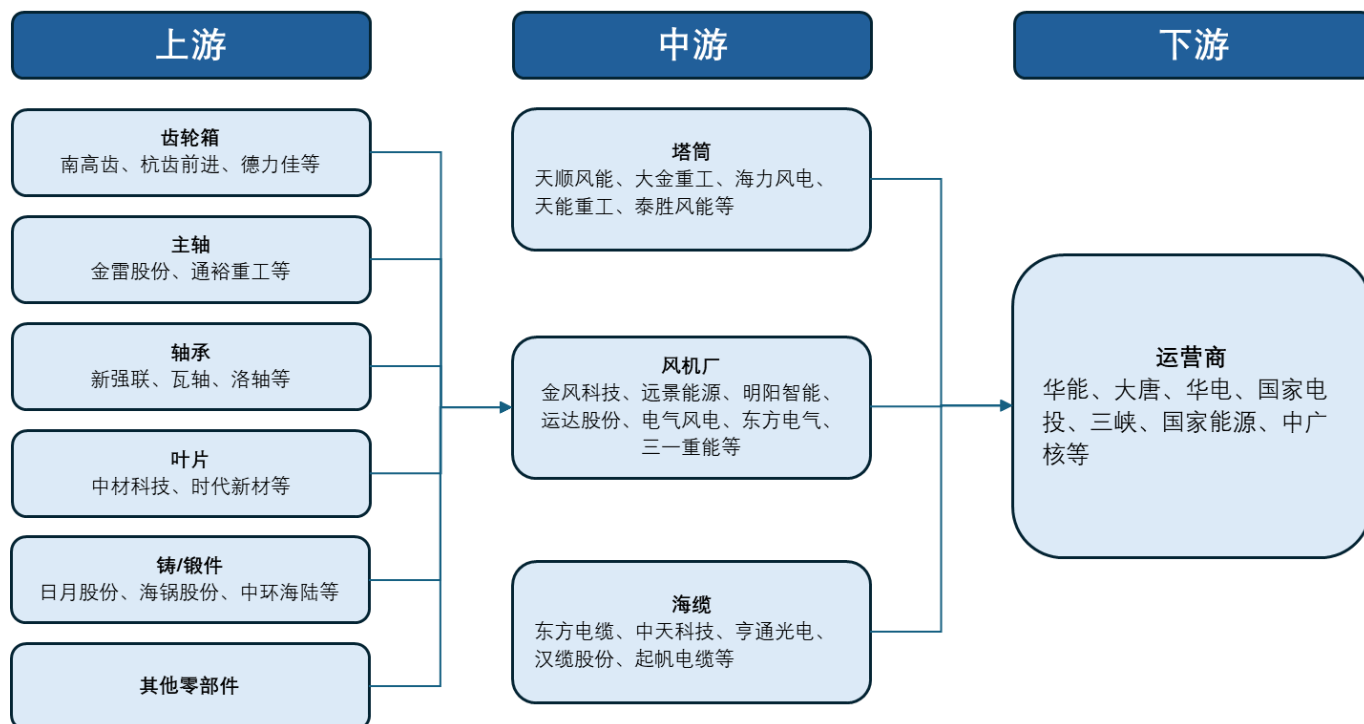 上游
中游
下游
齿轮箱
南高齿、杭齿前进、德力佳等
主轴
金雷股份、通裕重工等
轴承
新强联、瓦轴、洛轴等
叶片
中材科技、时代新材等
铸/锻件
日月股份、海锅股份、中环海陆等
其他零部件
塔筒
天顺风能、大金重工、海力风电、
天能重工、泰胜风能等
风机厂
金风科技、远景能源、明阳智能、
运达股份、电气风电、东方电气、
三一重能等
海缆
东方电缆、中天科技、亨通光电、
汉缆股份、起帆电缆等
运营商
华能、大唐、华电、国家电
投、三峡、国家能源、中广
核等